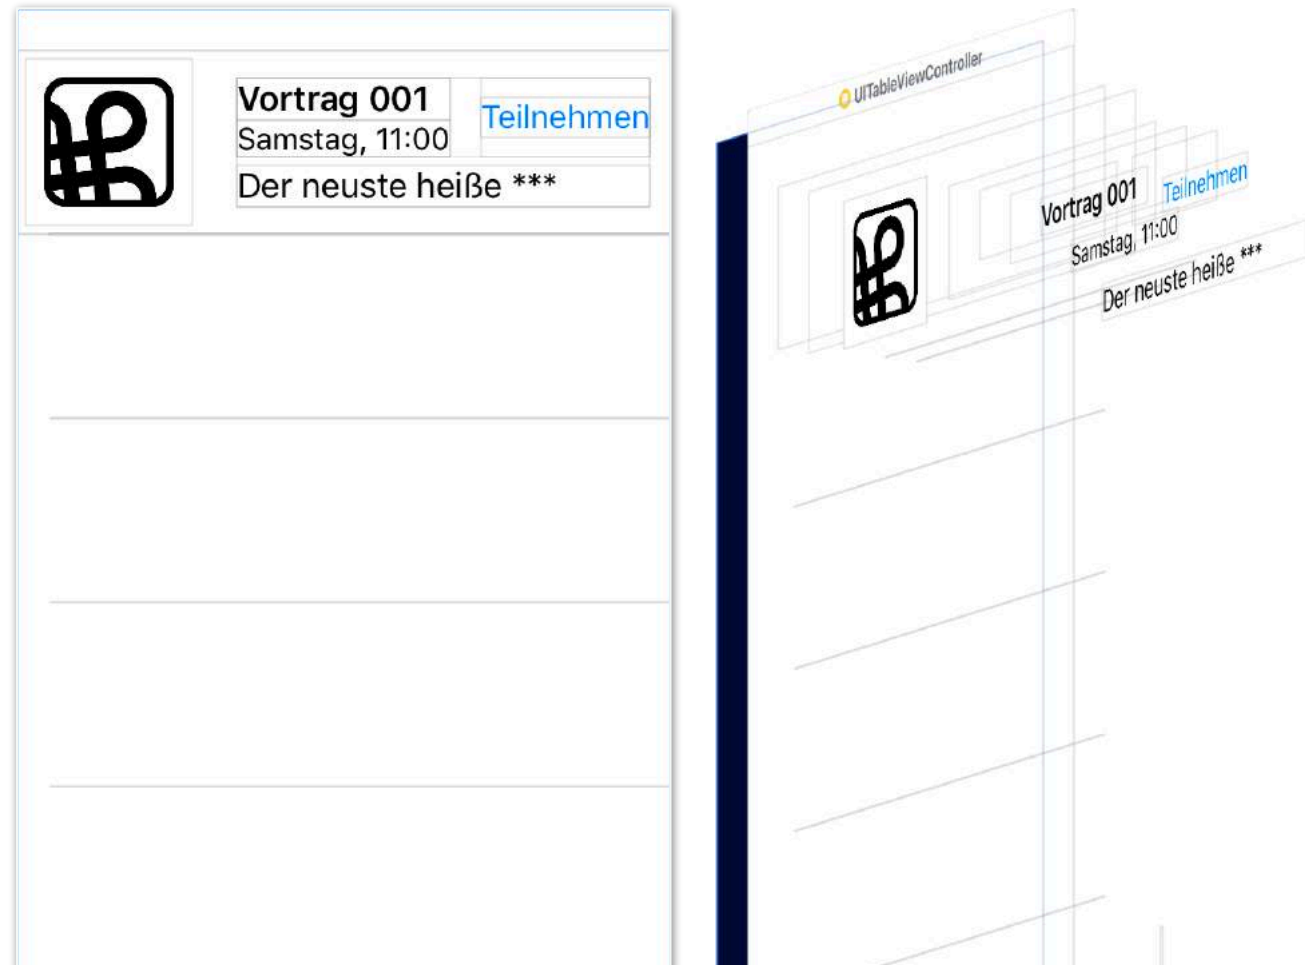 Vortrag 001
Samstag, 11:00
Teilnehmen
Der neuste heiße ***
UITableViewController
Vortrag 001
Teilnehmen
Samstag, 11:00
Der neuste heiße ***